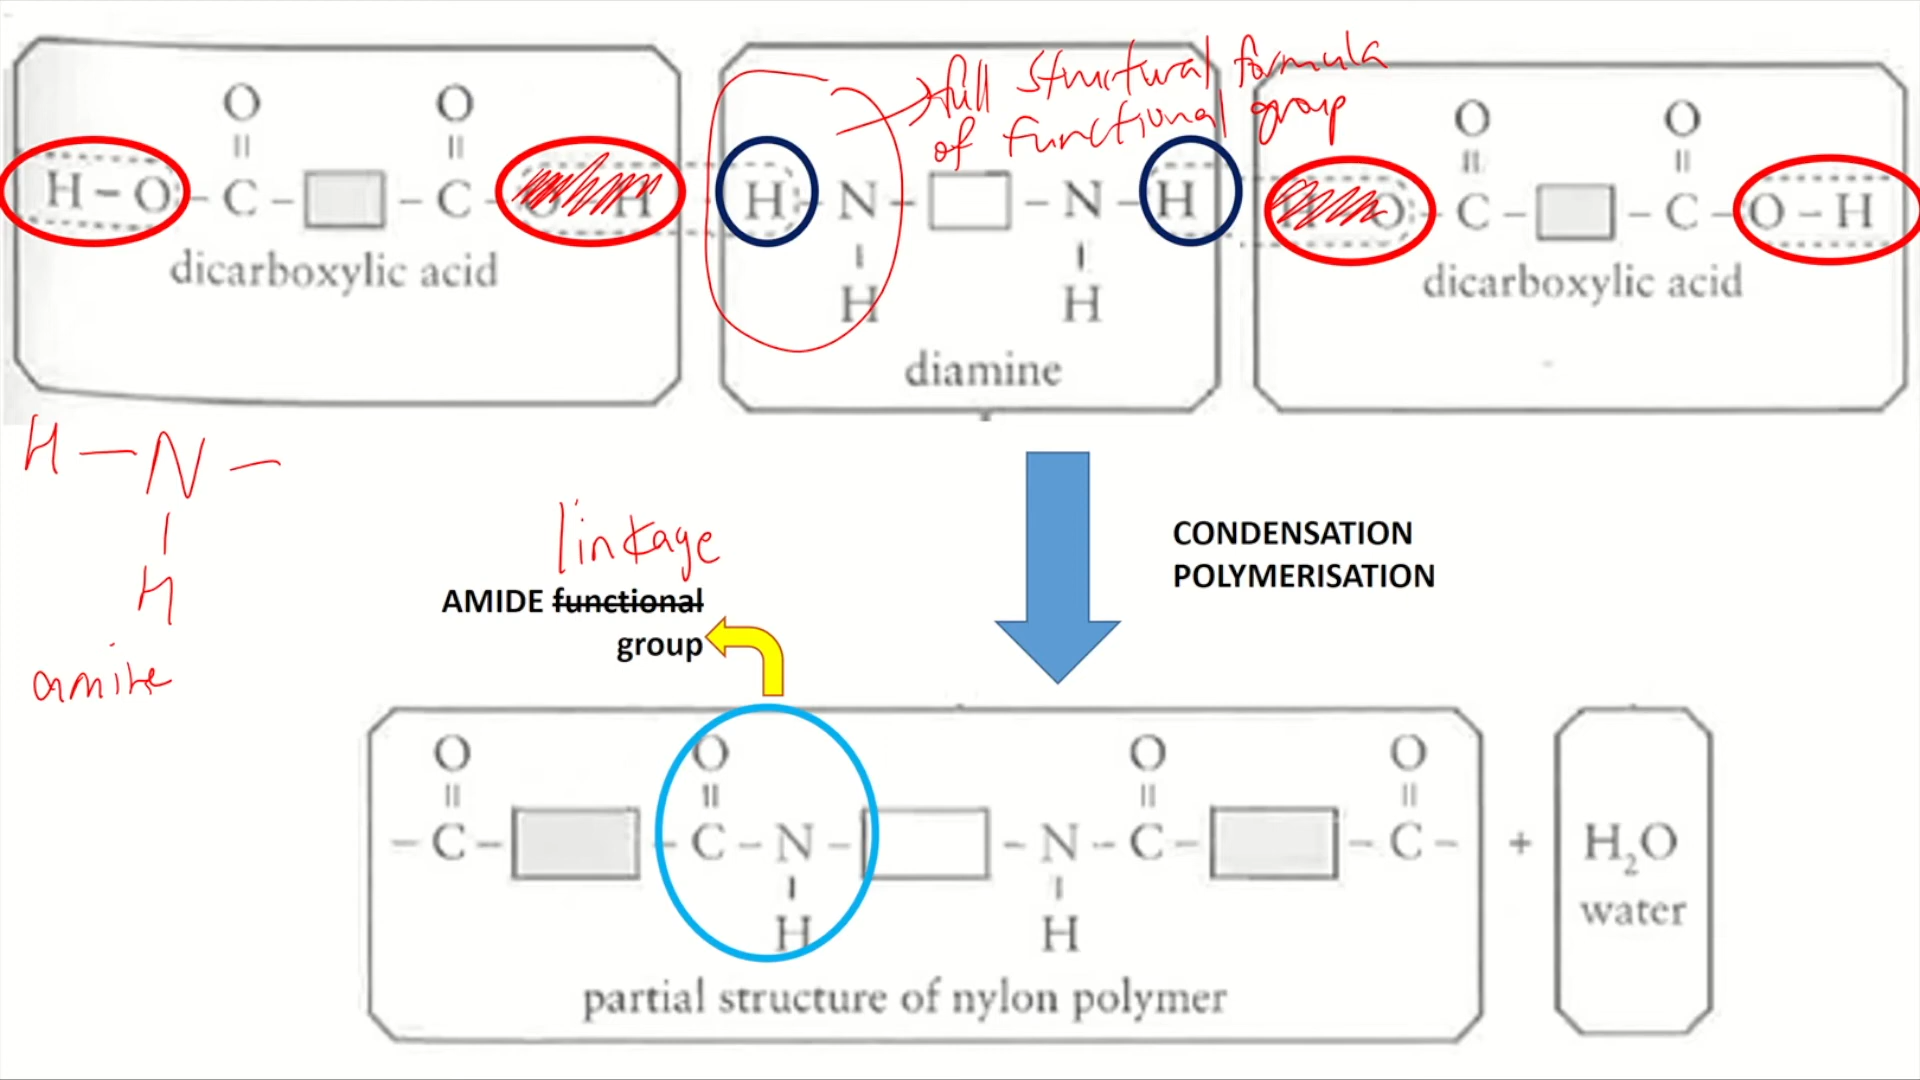 full structural formula
of functional group
O O
O O
H – O – C – – C – O – H
H – N – – N – H
H – O – C – – C – O – H
H H
dicarboxylic acid
diamine
dicarboxylic acid
H – N –
H
amine
linkage
AMIDE functional
group
CONDENSATION
POLYMERISATION
O O O O
– C – – C – N – – N – C – – C – + H₂O
H H
water
partial structure of nylon polymer